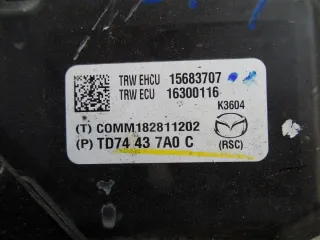 TRW EHCU 15683707
TRW ECU 16300116
K3604
(T) COMM182811202
(P) TD74 43 7A0 C
(RSC)